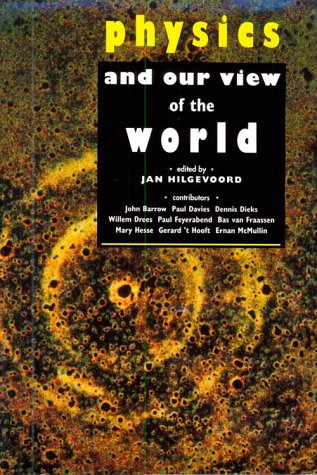 physics
and our view
of the
world
• edited by •
JAN HILGEVOORD
• contributors •
John Barrow Paul Davies Dennis Dieks
Willem Drees Paul Feyerabend Bas van Fraassen
Mary Hesse Gerard 't Hooft Ernan McMullin